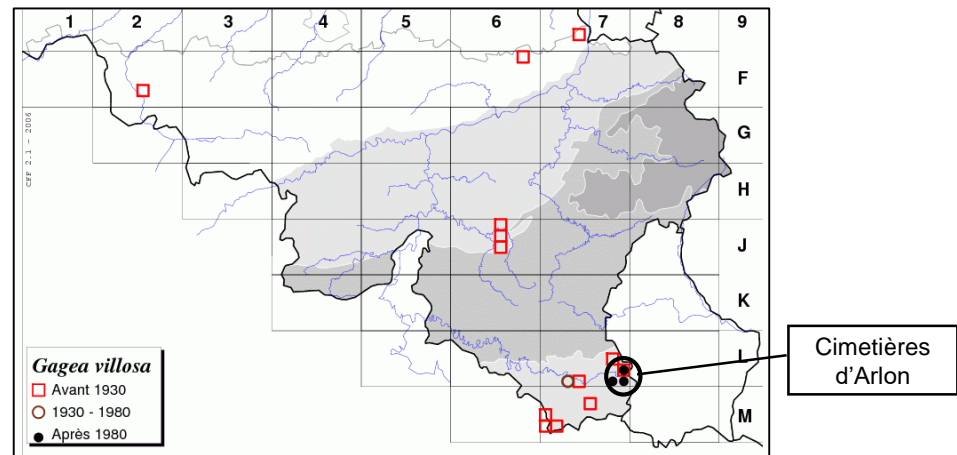 1 2 3 4 5 6 7 8 9
F
G
H
J
K
L
M
CFF 2.1 - 2006
Gagea villosa
Avant 1930
1930 - 1980
Après 1980
Cimetières
d'Arlon